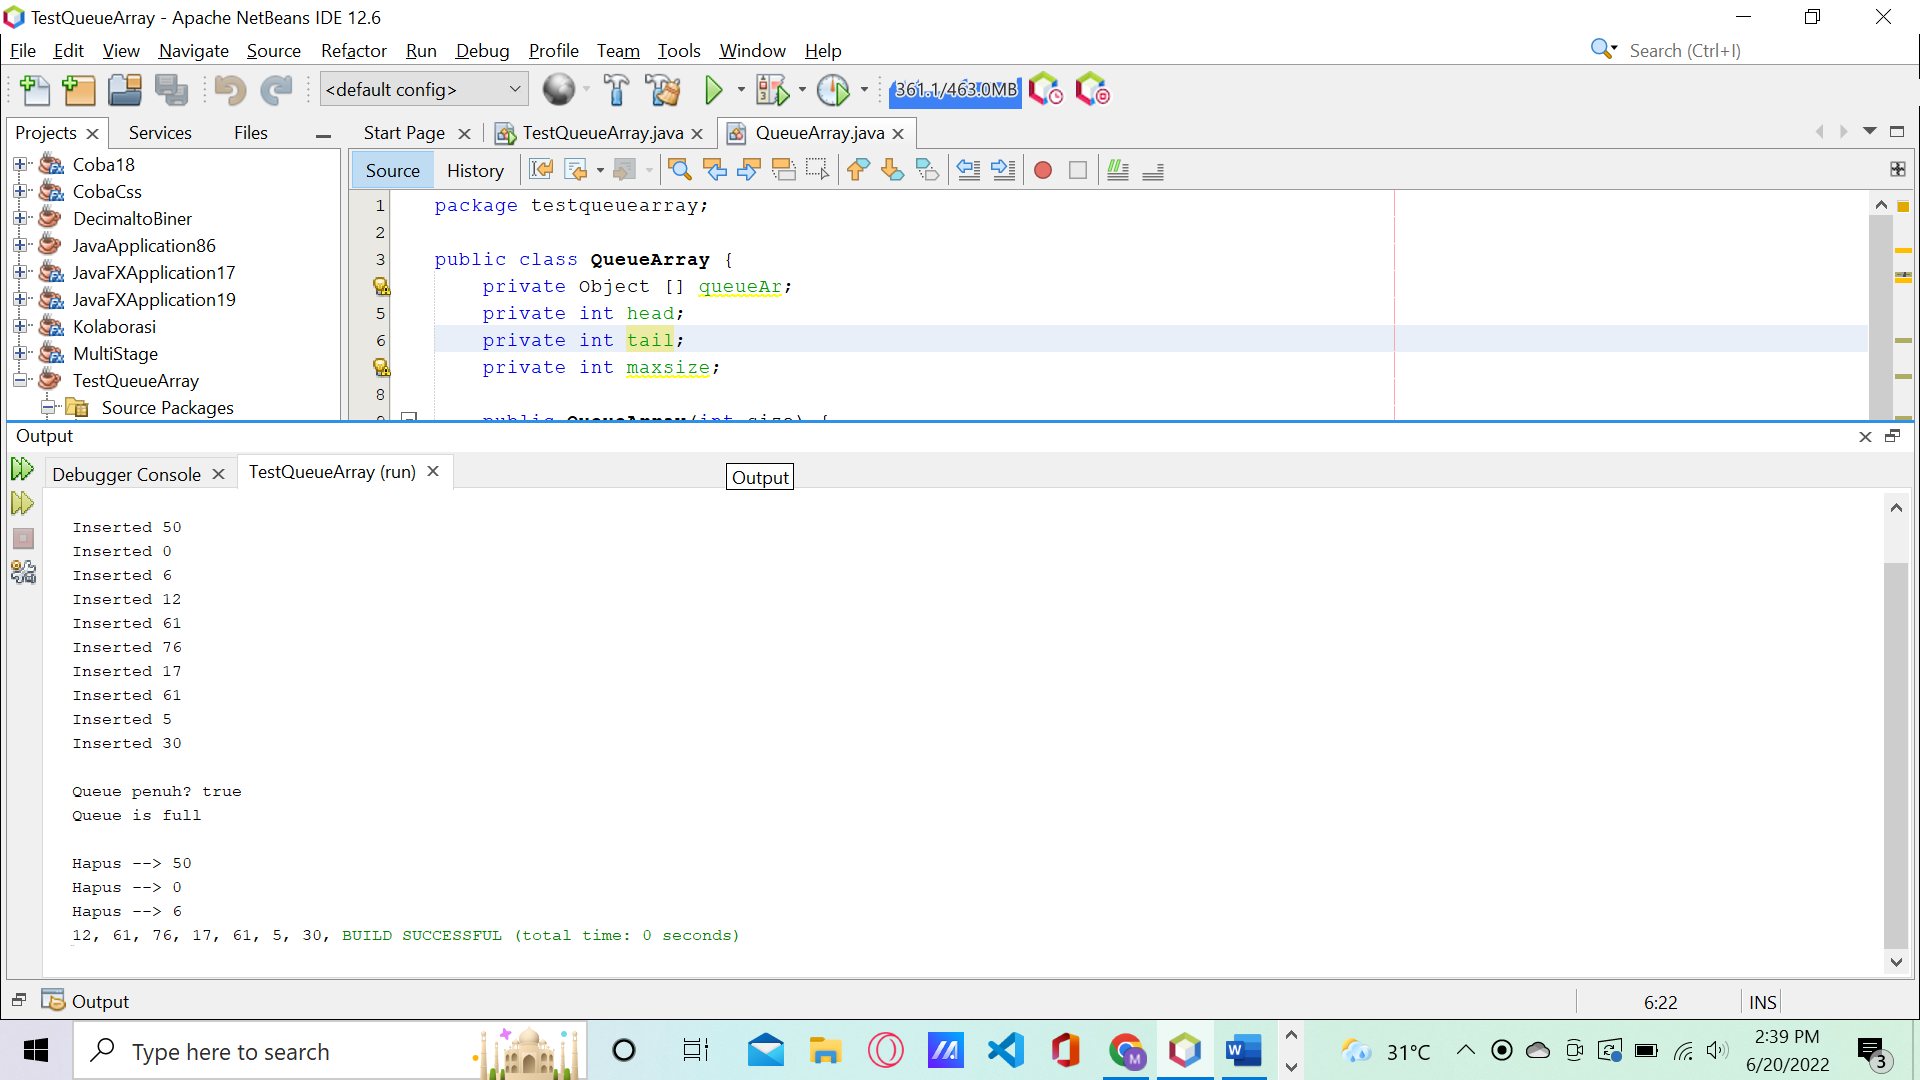 TestQueueArray - Apache NetBeans IDE 12.6
File Edit View Navigate Source Refactor Run Debug Profile Team Tools Window Help
Search (Ctrl+I)
<default config>
361.1/463.0MB
Projects Services Files
Start Page TestQueueArray.java QueueArray.java
Coba18
CobaCss
DecimaltoBiner
JavaApplication86
JavaFXApplication17
JavaFXApplication19
Kolaborasi
MultiStage
TestQueueArray
Source Packages
Source History
1 package testqueuearray;
2
3 public class QueueArray {
private Object [] queueAr;
5 private int head;
6 private int tail;
private int maxsize;
8
9 public QueueArray(int size) {
Output
Debugger Console TestQueueArray (run)
Output
Inserted 50
Inserted 0
Inserted 6
Inserted 12
Inserted 61
Inserted 76
Inserted 17
Inserted 61
Inserted 5
Inserted 30
Queue penuh? true
Queue is full
Hapus --> 50
Hapus --> 0
Hapus --> 6
12, 61, 76, 17, 61, 5, 30, BUILD SUCCESSFUL (total time: 0 seconds)
Output
6:22 INS
Type here to search
31°C
2:39 PM
6/20/2022
3